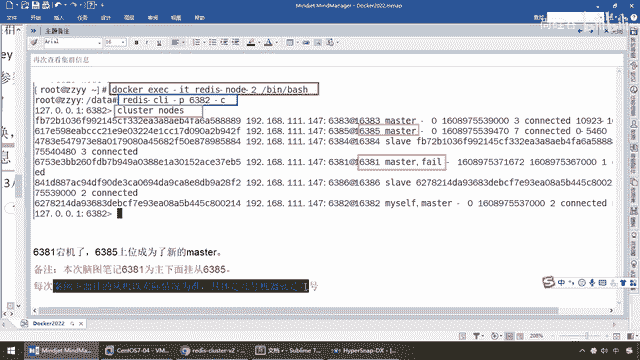 Mindjet MindManager - Docker2022.mmap
主题备注
Arial
再次查看集群信息
[root@zzyy ~]# docker exec -it redis-node-2 /bin/bash
root@zzyy:/data# redis-cli -p 6382 -c
127.0.0.1:6382> cluster nodes
fb72b1036f992145cf332ea3a8aeb4fa6a588889 192.168.111.147:6383@16383 master - 0 1608975539000 3 connected 10923-16
617e598eabccc21e9e03224e1cc17d090a2b942f 192.168.111.147:6385@16385 master - 0 1608975539470 7 connected 0-5460
4783e547973e8a0179080a45682f50e878985884 192.168.111.147:6384@16384 slave fb72b1036f992145cf332ea3a8aeb4fa6a5888
75540480 3 connected
6753e3bb260fdb7b949a0388e1a30152ace37eb5 192.168.111.147:6381@16381 master,fail - 1608975371672 1608975367000 1
ed
841d887ac94df90de3ca0694da9ca8e8db9a28f2 192.168.111.147:6386@16386 slave 6278214da93683debcf7e93ea08a5b445c8002
75539000 2 connected
6278214da93683debcf7e93ea08a5b445c800214 192.168.111.147:6382@16382 myself,master - 0 1608975537000 2 connected
127.0.0.1:6382>
6381宕机了，6385上位成为了新的master。
备注：本次脑图笔记6381为主下面挂从6385。
每次
号
Docker2022
208%
Mindjet MindMana...
CentOS7-04 - VM...
redis-cluster-v2 - ...
文档 • - Sublime T...
HyperSnap-DX - [...